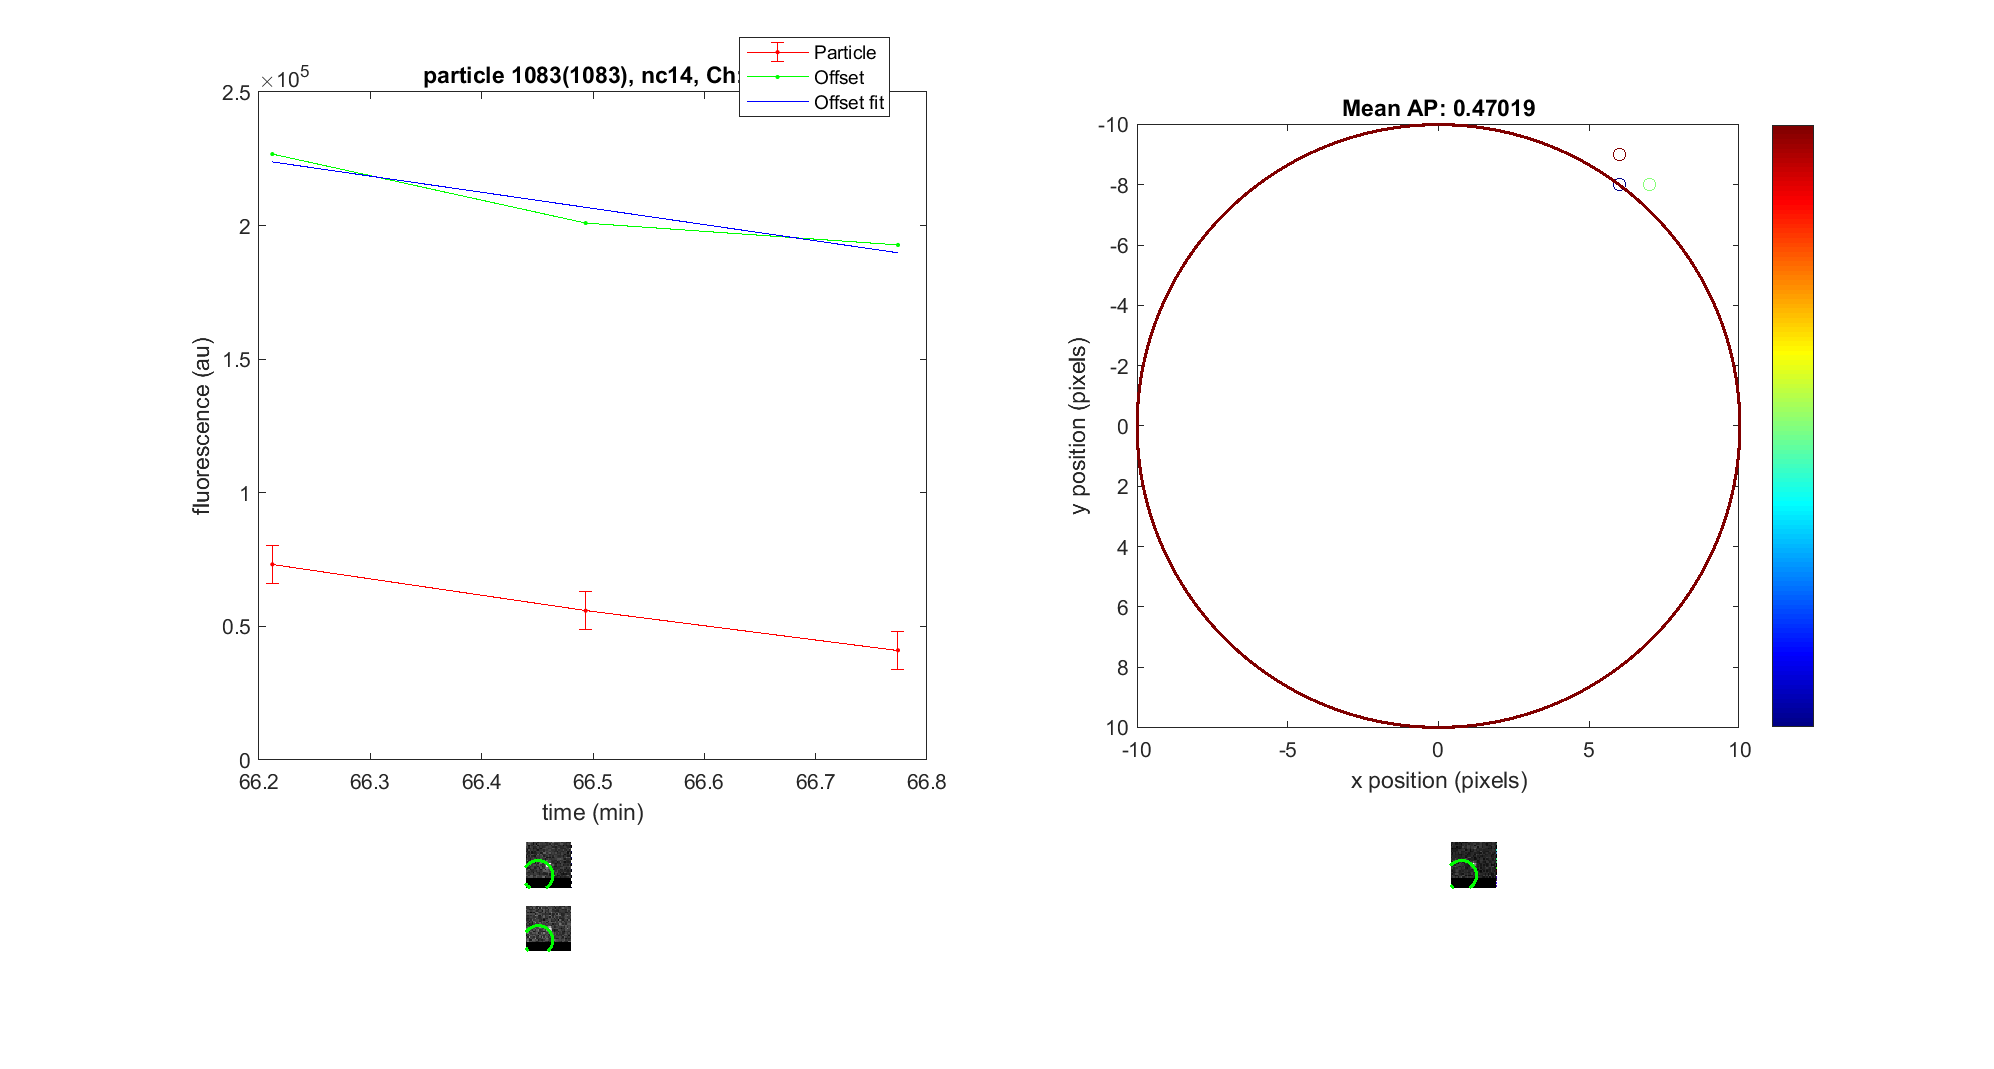 particle 1083(1083), nc14, Ch:
Particle
Offset
Offset fit
×10^5
2.5
2
1.5
1
0.5
0
fluorescence (au)
66.2 66.3 66.4 66.5 66.6 66.7 66.8
time (min)
Mean AP: 0.47019
-10
-8
-6
-4
-2
0
2
4
6
8
10
y position (pixels)
-10 -5 0 5 10
x position (pixels)